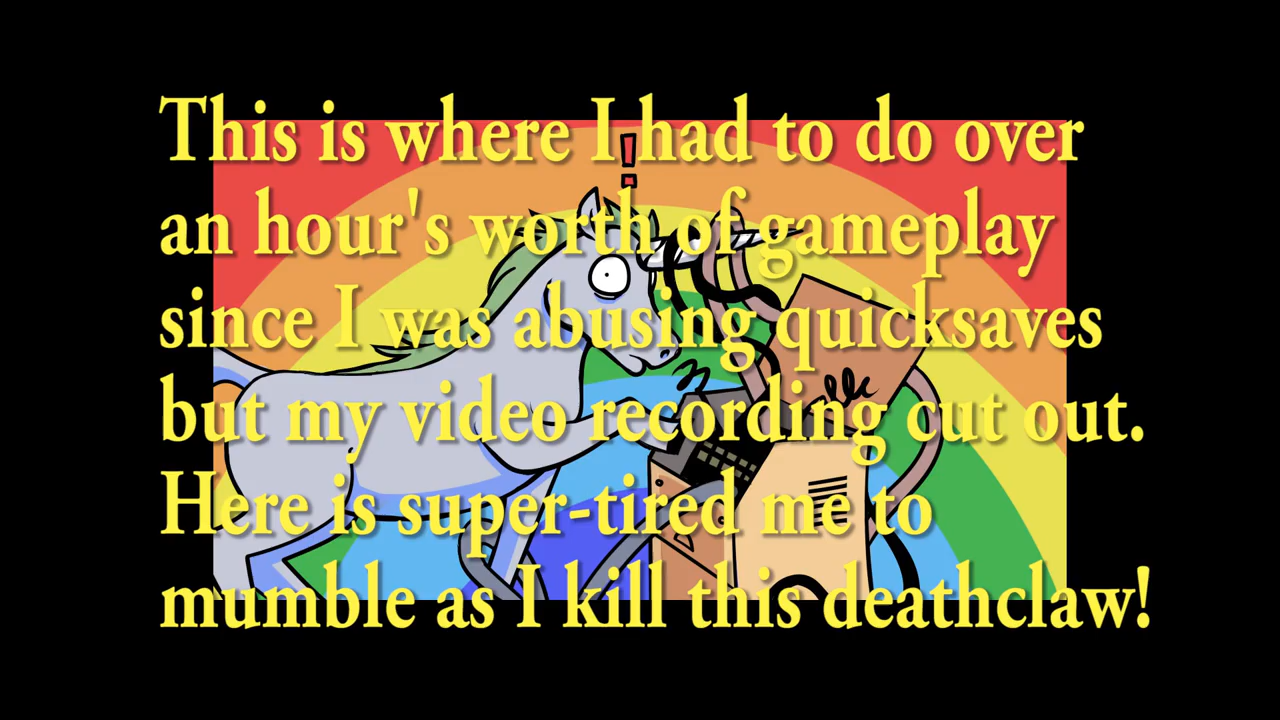 This is where I had to do over
an hour's worth of gameplay
since I was abusing quicksaves
but my video recording cut out.
Here is super-tired me to
mumble as I kill this deathclaw!